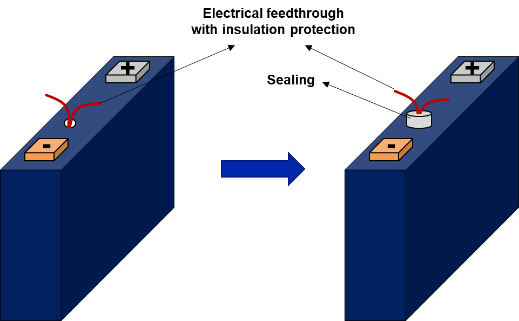 Electrical feedthrough
with insulation protection
Sealing
+
-
+
-